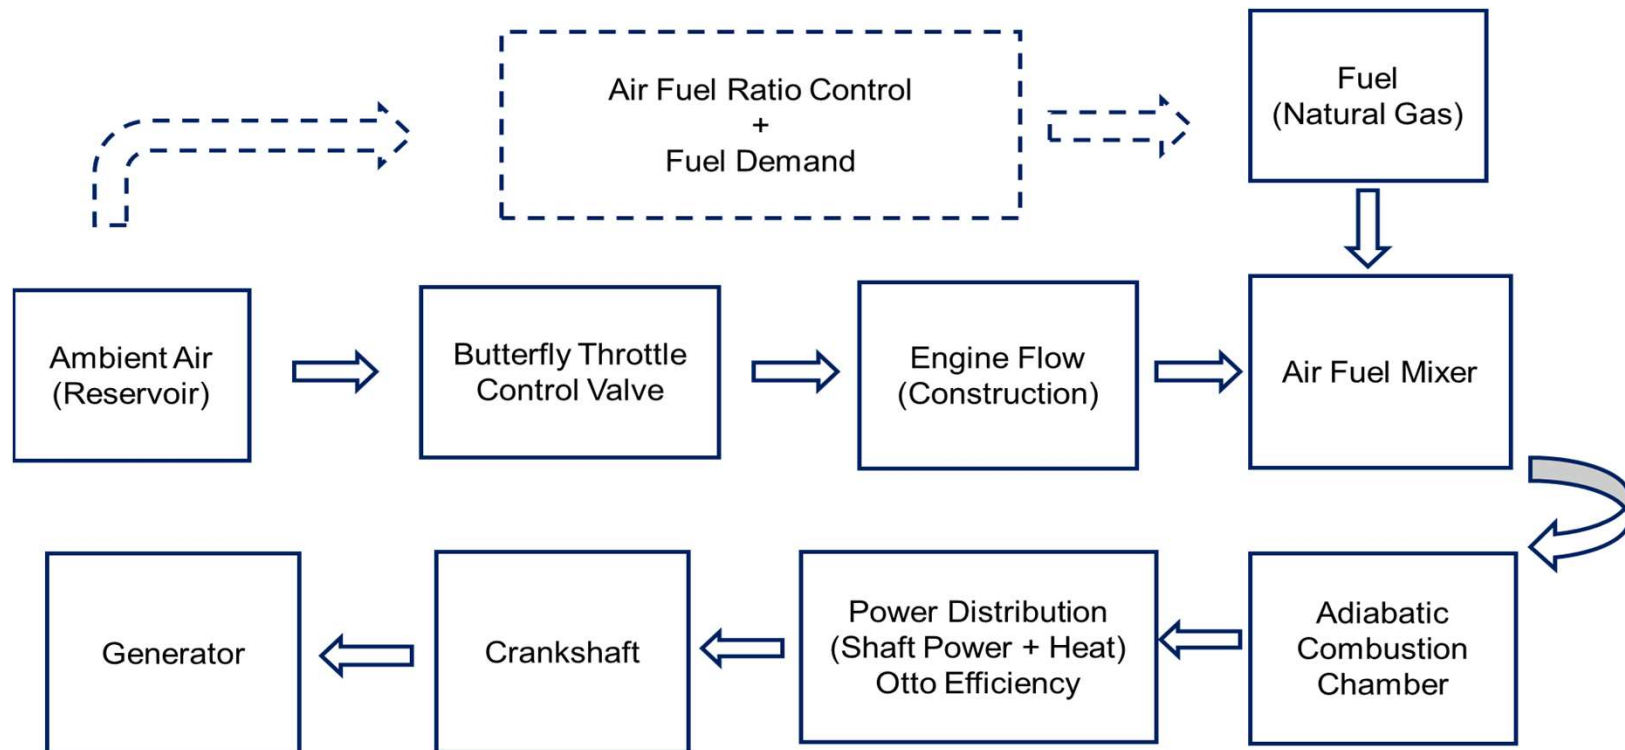 Air Fuel Ratio Control
+
Fuel Demand
Fuel
(Natural Gas)
Ambient Air
(Reservoir)
Butterfly Throttle
Control Valve
Engine Flow
(Construction)
Air Fuel Mixer
Generator
Crankshaft
Power Distribution
(Shaft Power + Heat)
Otto Efficiency
Adiabatic
Combustion
Chamber